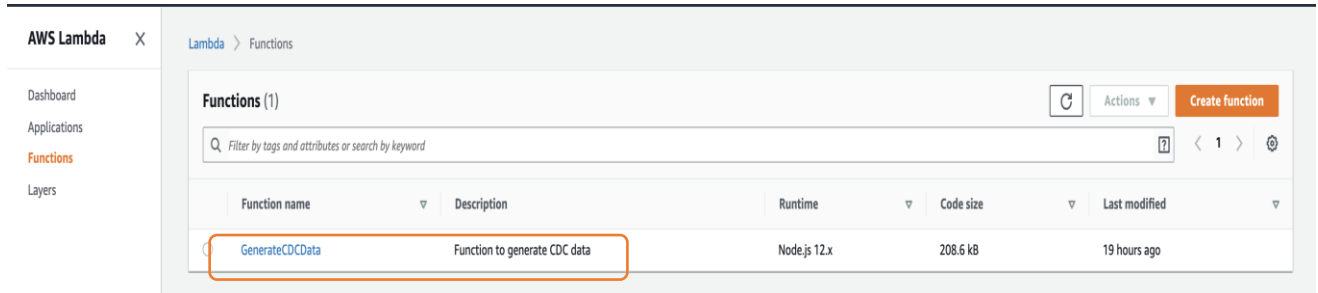 AWS Lambda X
Lambda > Functions
Dashboard
Applications
Functions
Layers
Functions (1)
Actions ▼ Create function
Filter by tags and attributes or search by keyword
? < 1 >
Function name Description Runtime Code size Last modified
GenerateCDCData Function to generate CDC data Node.js 12.x 208.6 kB 19 hours ago